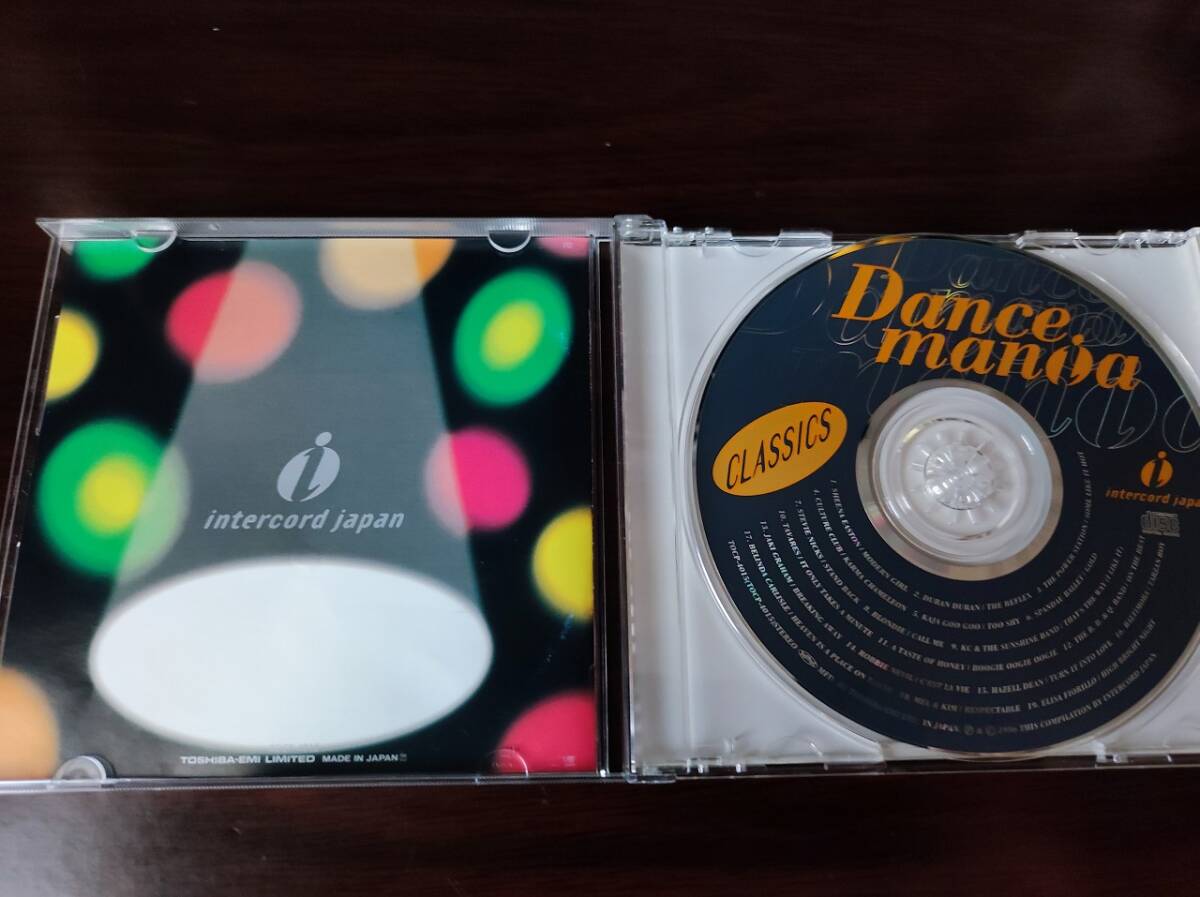 i
intercord japan
TOSHIBA-EMI LIMITED MADE IN JAPAN
Dance
mania
CLASSICS
i
intercord japa
1. SHEENA EASTON / MODERN GIRL 2. DURAN DURAN / THE REFLEX 3. THE POWER STATION / SOME LIKE IT HOT
4. CULTURE CLUB / KARMA CHAMELEON 5. KAJA GOO GOO / TOO SHY 6. SPANDAU BALLET / GOLD
7. STEVIE NICKS / STAND BACK 8. BLONDIE / CALL ME 9. KC & THE SUNSHINE BAND / THAT'S THE WAY (I LIKE IT)
10. TAVARES / IT ONLY TAKES A MINUTE 11. A TASTE OF HONEY / BOOGIE OOGIE OOGIE 12. THE B. B. & Q. BAND / ON THE BEAT
13. JAKI GRAHAM / BREAKING AWAY 14. ROBBIE NEVIL / C'EST LA VIE 15. HAZELL DEAN / TURN IT INTO LOVE 16. BALTIMORA / TARZAN BOY
17. BELINDA CARLISLE / HEAVEN IS A PLACE ON 18. MEL & KIM / RESPECTABLE 19. ELISA FIORILLO / HIGH BRIGHT NIGHT
TOCP-4015 (TOCP-4015) STEREO IN JAPAN. ℗ & © 1996 THIS COMPILATION BY INTERCORD JAPAN